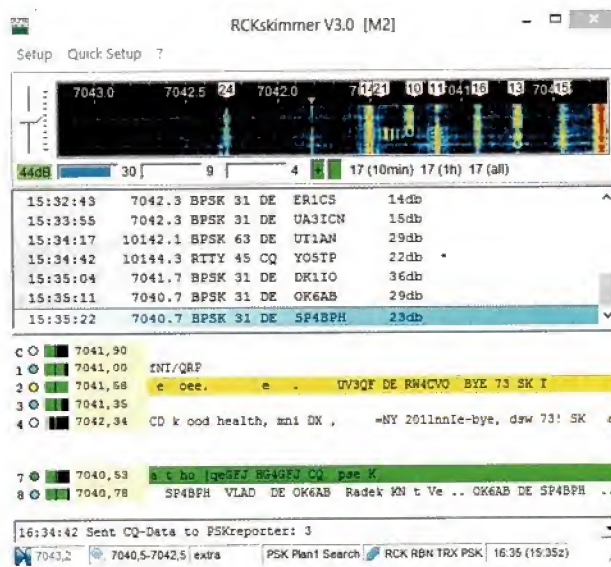 RCKskimmer V3.0 [M2]
Setup Quick Setup ?
7043.0 7042.5 24 7042.0 1421 10 11 041 16 13 704 15
44dB 30 9 4 + 17 (10min) 17 (1h) 17 (all)
15:32:43 7042.3 BPSK 31 DE ER1CS 14db
15:33:55 7042.3 BPSK 31 DE UA3ICN 15db
15:34:17 10142.1 BPSK 63 DE UT1AN 29db
15:34:42 10144.3 RTTY 45 CQ YO5TP 22db *
15:35:04 7041.7 BPSK 31 DE DK1IO 36db
15:35:11 7040.7 BPSK 31 DE OK6AB 29db
15:35:22 7040.7 BPSK 31 DE SP4BPH 23db
C 7041,90
1 7041,00 fNT/QRP
2 7041,58 e oee. e . UV3QF DE RW4CVO BYE 73 SK T
3 7041,35
4 7042,34 CD k ood health, mni DX , =NY 201lnnIe-bye, dsw 73! SK
7 7040,53 a t ho [qeGFJ HG4GFJ CQ pse K
8 7040,78 SP4BPH VLAD DE OK6AB Radek KN t Ve .. OK6AB DE SP4BPH ..
16:34:42 Sent CQ-Data to PSKreporter: 3
7043,2 7040,5-7042,5 extra PSK Plan1 Search RCK RBN TRX PSK 16:35 (15:35z)